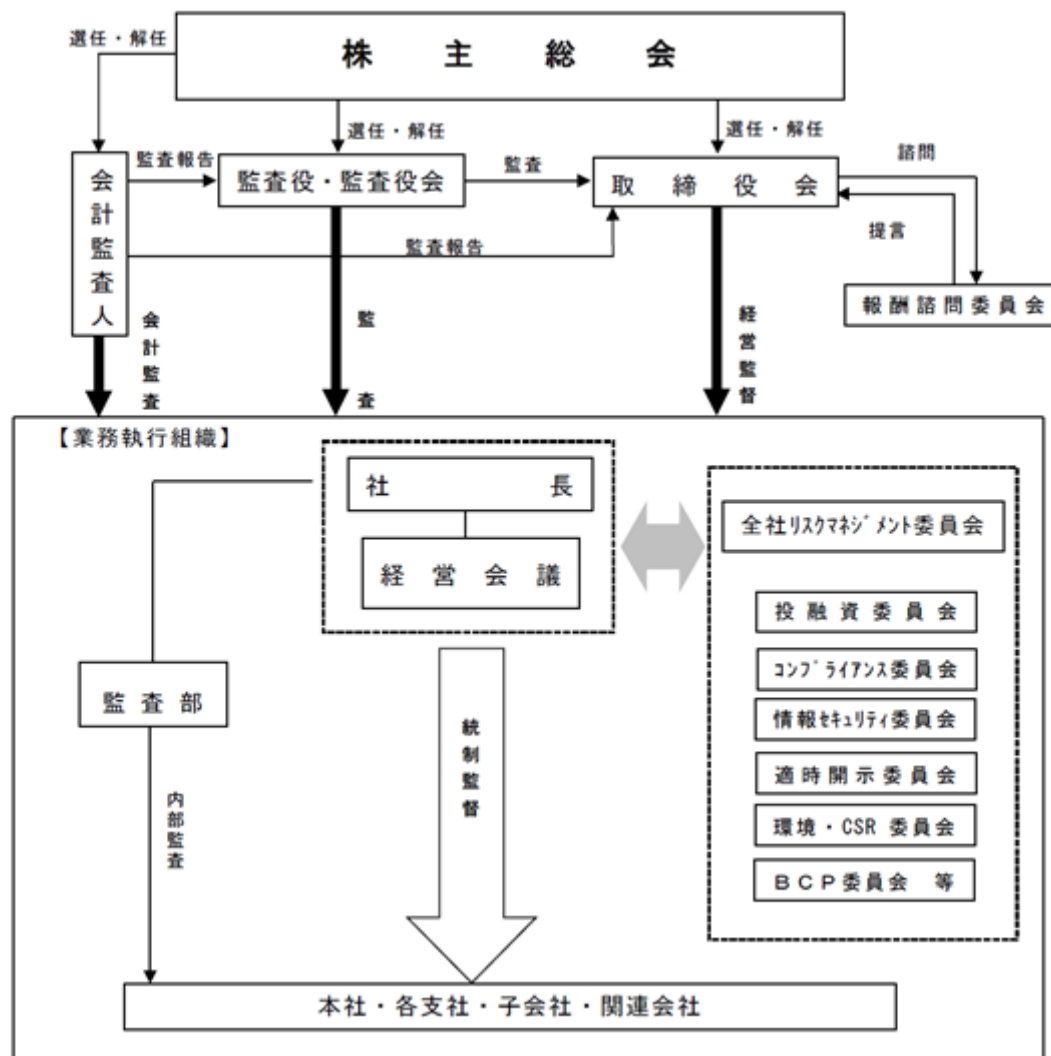 選任・解任
株主総会
選任・解任
選任・解任
会計監査人
監査報告
監査役・監査役会
監査
取締役会
諮問
監査報告
提言
報酬諮問委員会
会計監査
監査
経営監督
【業務執行組織】
社長
経営会議
全社ﾘｽｸﾏﾈｼﾞﾒﾝﾄ委員会
投融資委員会
ｺﾝﾌﾟﾗｲｱﾝｽ委員会
情報ｾｷｭﾘﾃｨ委員会
適時開示委員会
環境・CSR 委員会
ＢＣＰ委員会　等
監査部
統制監督
内部監査
本社・各支社・子会社・関連会社